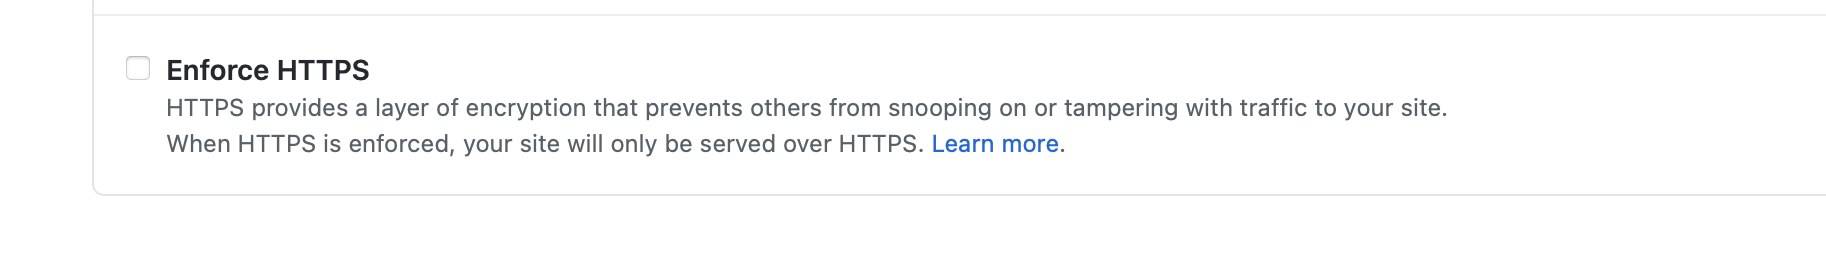 Enforce HTTPS
HTTPS provides a layer of encryption that prevents others from snooping on or tampering with traffic to your site.
When HTTPS is enforced, your site will only be served over HTTPS. Learn more.